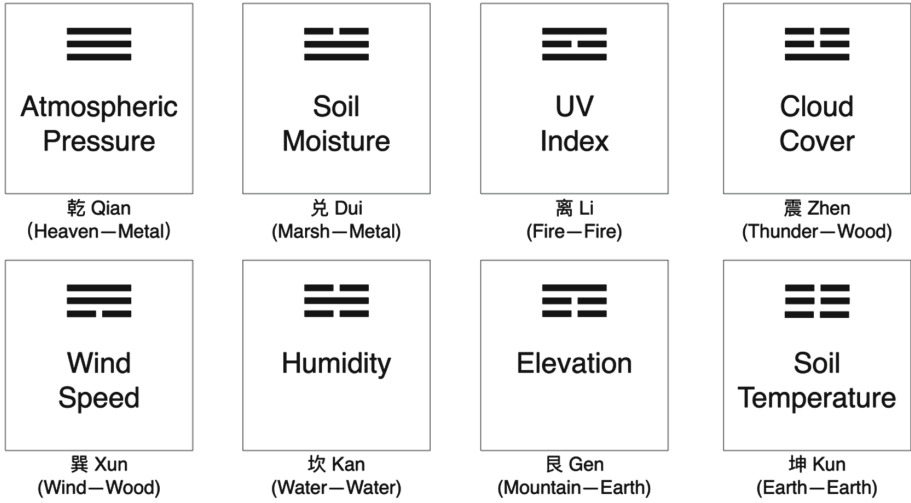 Atmospheric
Pressure
乾 Qian
(Heaven—Metal)
Soil
Moisture
兑 Dui
(Marsh—Metal)
UV
Index
离 Li
(Fire—Fire)
Cloud
Cover
震 Zhen
(Thunder—Wood)
Wind
Speed
巽 Xun
(Wind—Wood)
Humidity
坎 Kan
(Water—Water)
Elevation
艮 Gen
(Mountain—Earth)
Soil
Temperature
坤 Kun
(Earth—Earth)